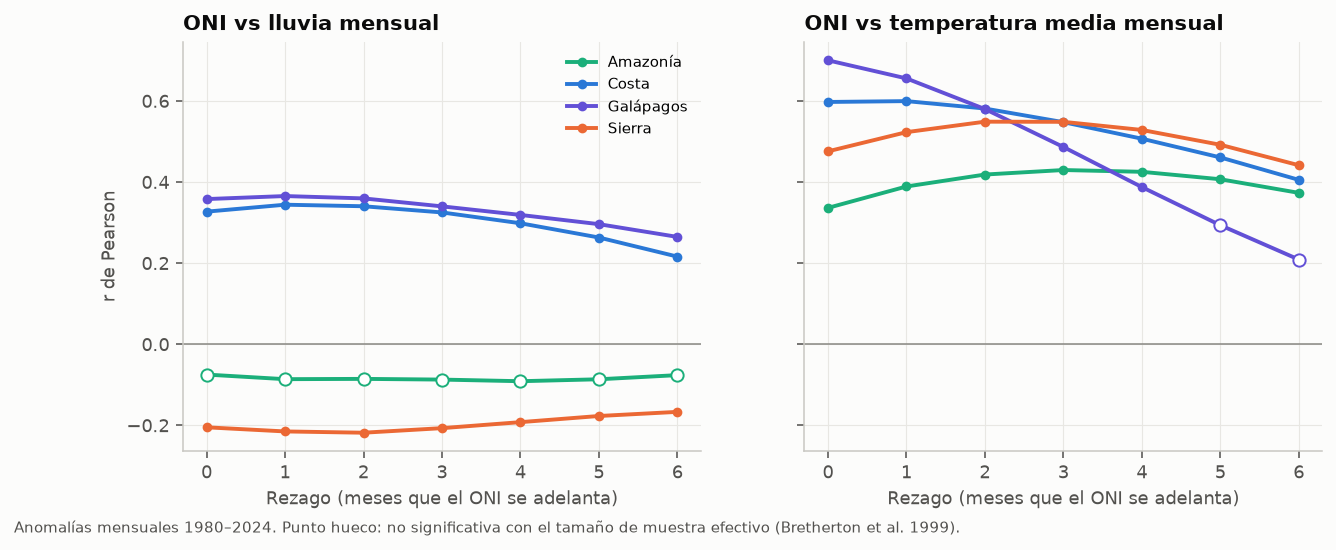 ONI vs lluvia mensual
r de Pearson
0.6
0.4
0.2
0.0
−0.2
Amazonía
Costa
Galápagos
Sierra
0 1 2 3 4 5 6
Rezago (meses que el ONI se adelanta)
ONI vs temperatura media mensual
0 1 2 3 4 5 6
Rezago (meses que el ONI se adelanta)
Anomalías mensuales 1980–2024. Punto hueco: no significativa con el tamaño de muestra efectivo (Bretherton et al. 1999).